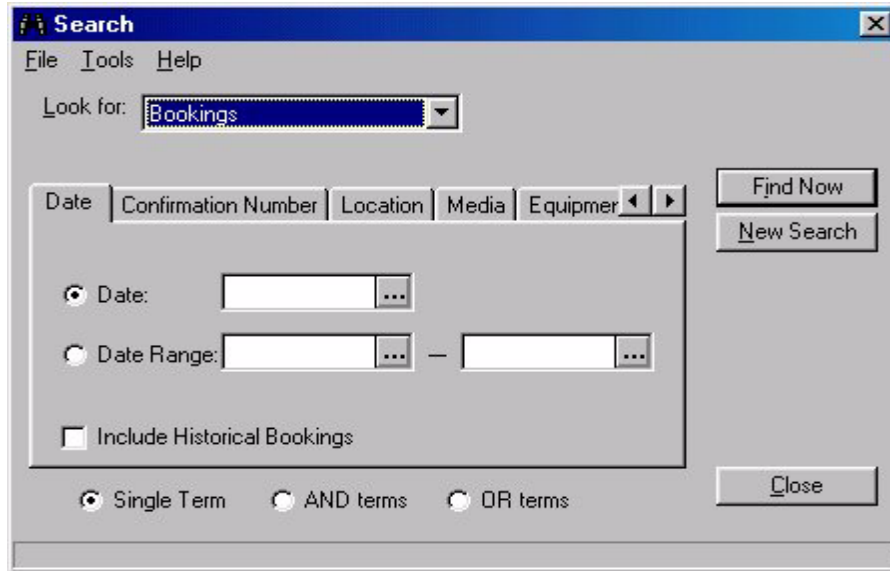 Search
File Tools Help
Look for: Bookings
Date Confirmation Number Location Media Equipmer
Find Now
New Search
Date: ...
Date Range: ... — ...
Include Historical Bookings
Single Term AND terms OR terms
Close